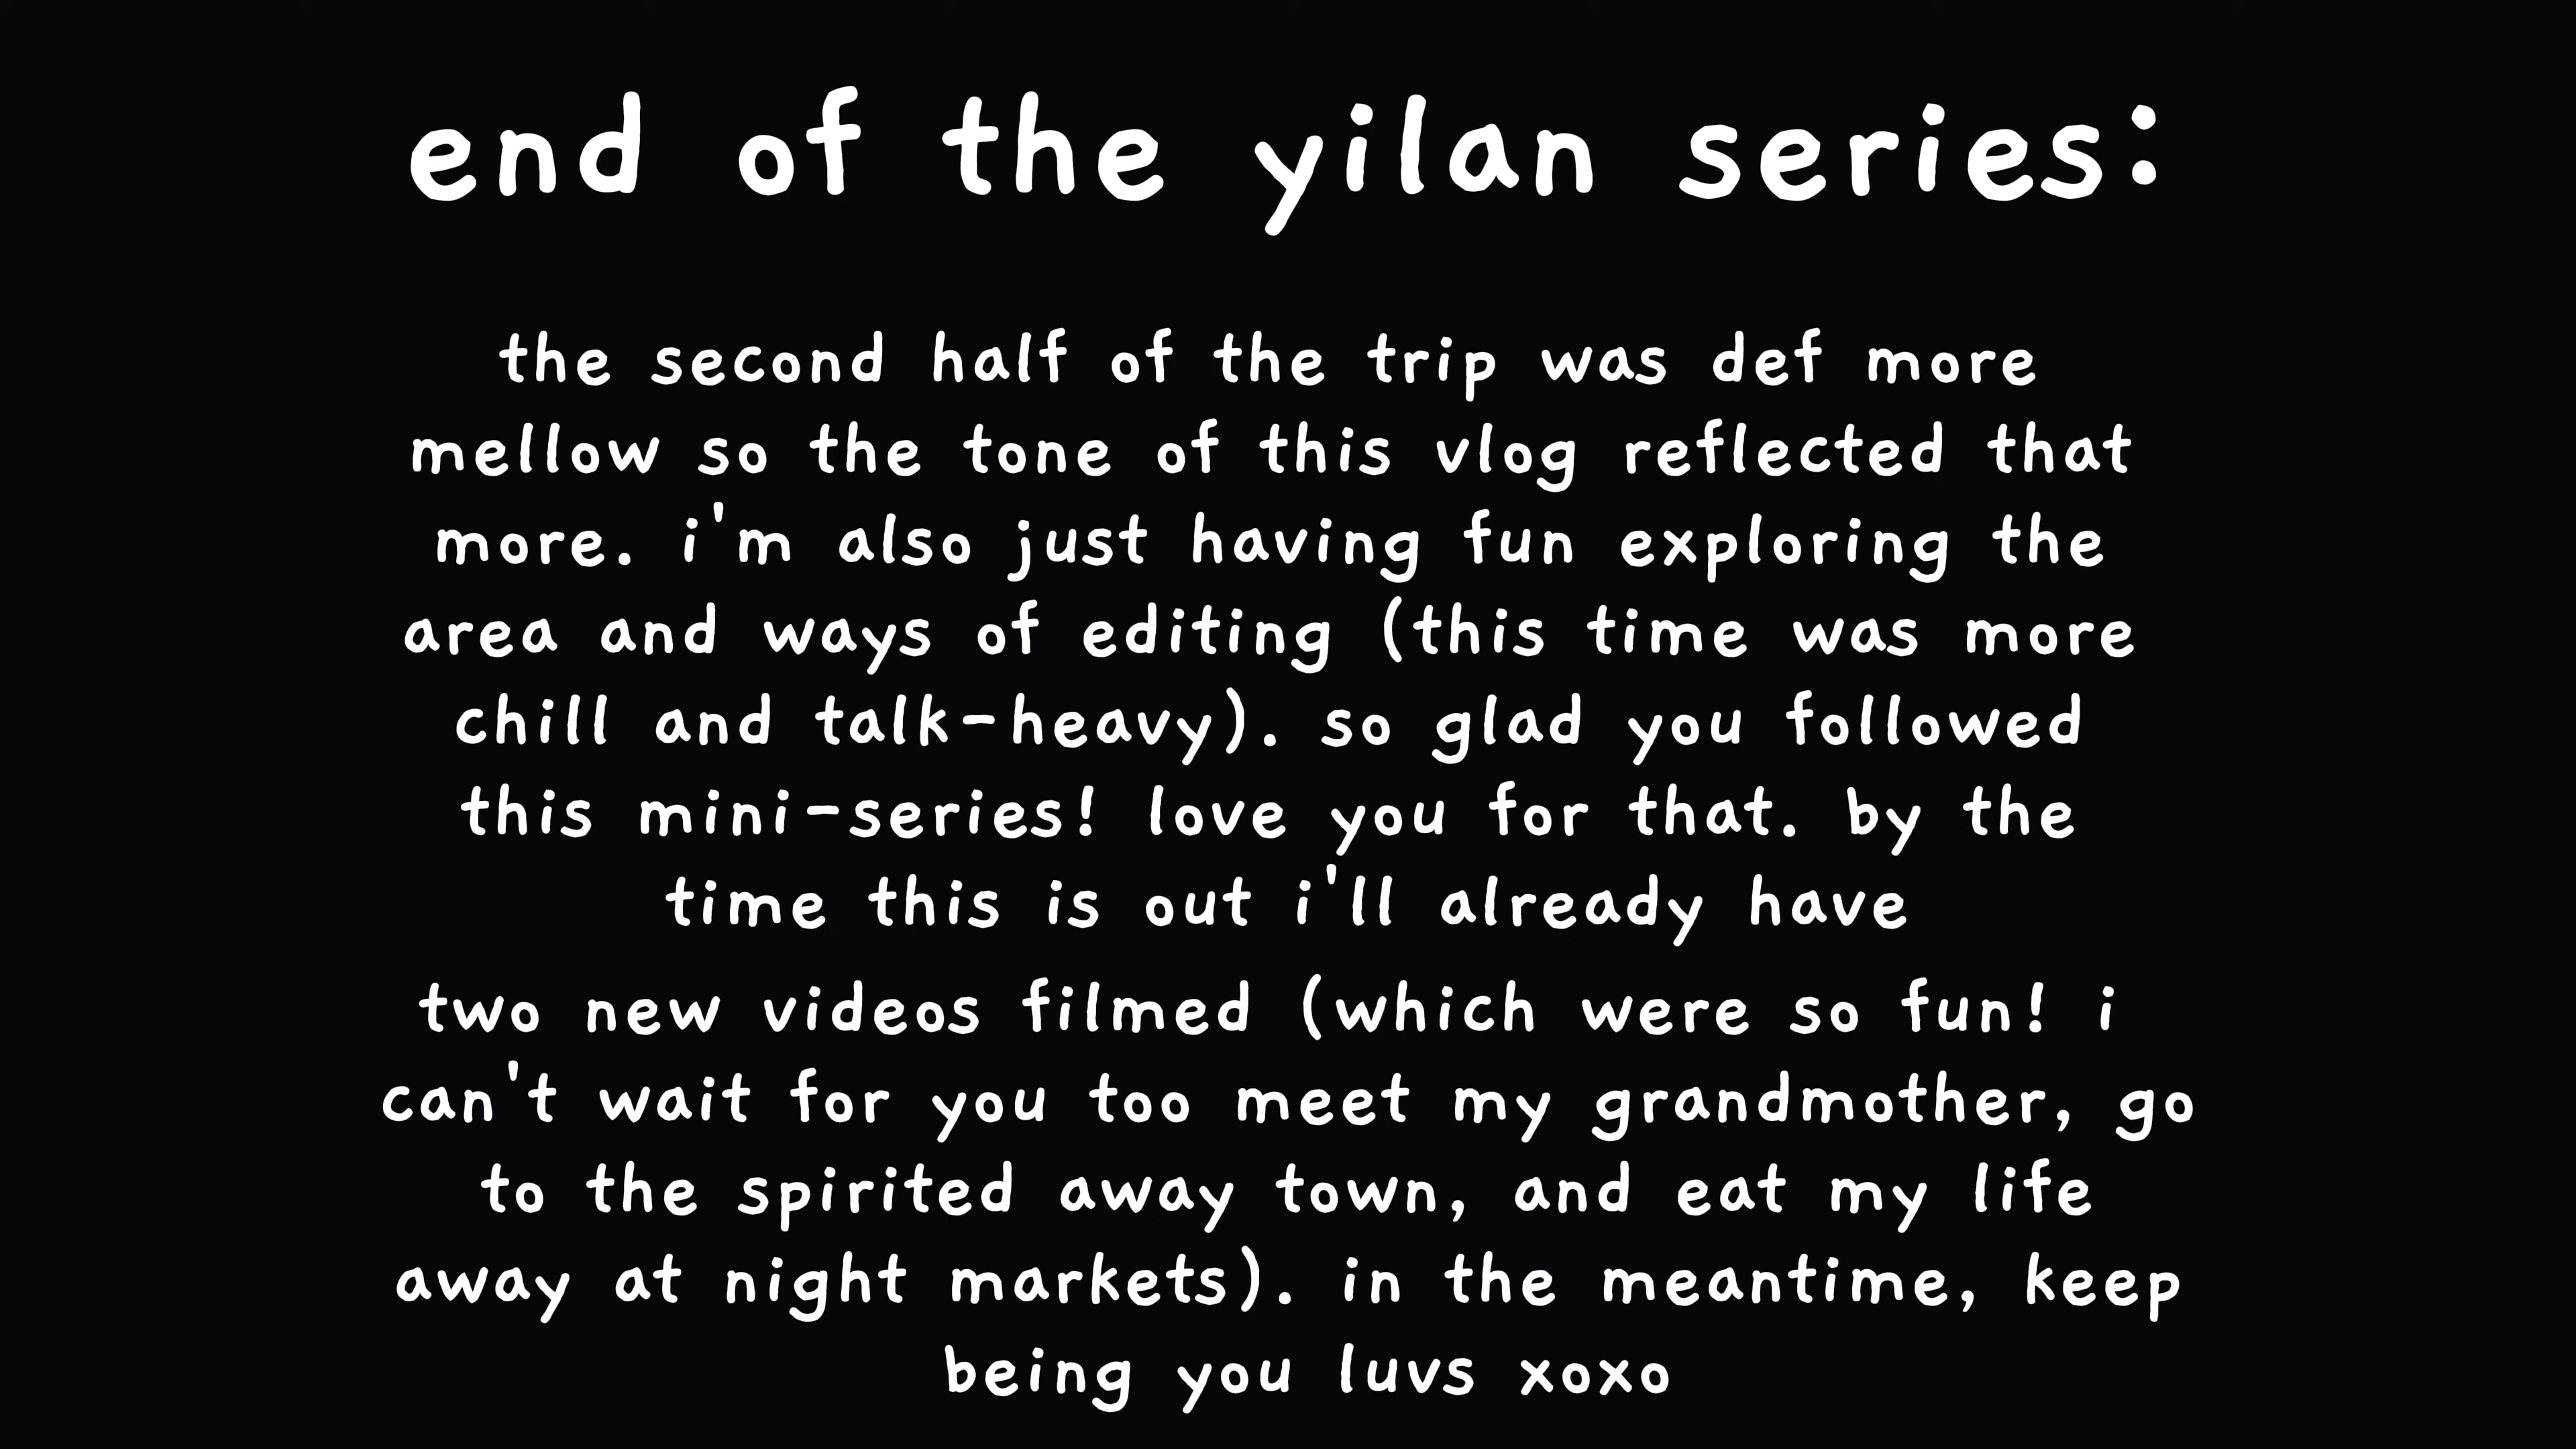 end of the yilan series:
the second half of the trip was def more
mellow so the tone of this vlog reflected that
more. i'm also just having fun exploring the
area and ways of editing (this time was more
chill and talk-heavy). so glad you followed
this mini-series! love you for that. by the
time this is out i'll already have
two new videos filmed (which were so fun! i
can't wait for you too meet my grandmother, go
to the spirited away town, and eat my life
away at night markets). in the meantime, keep
being you luvs xoxo